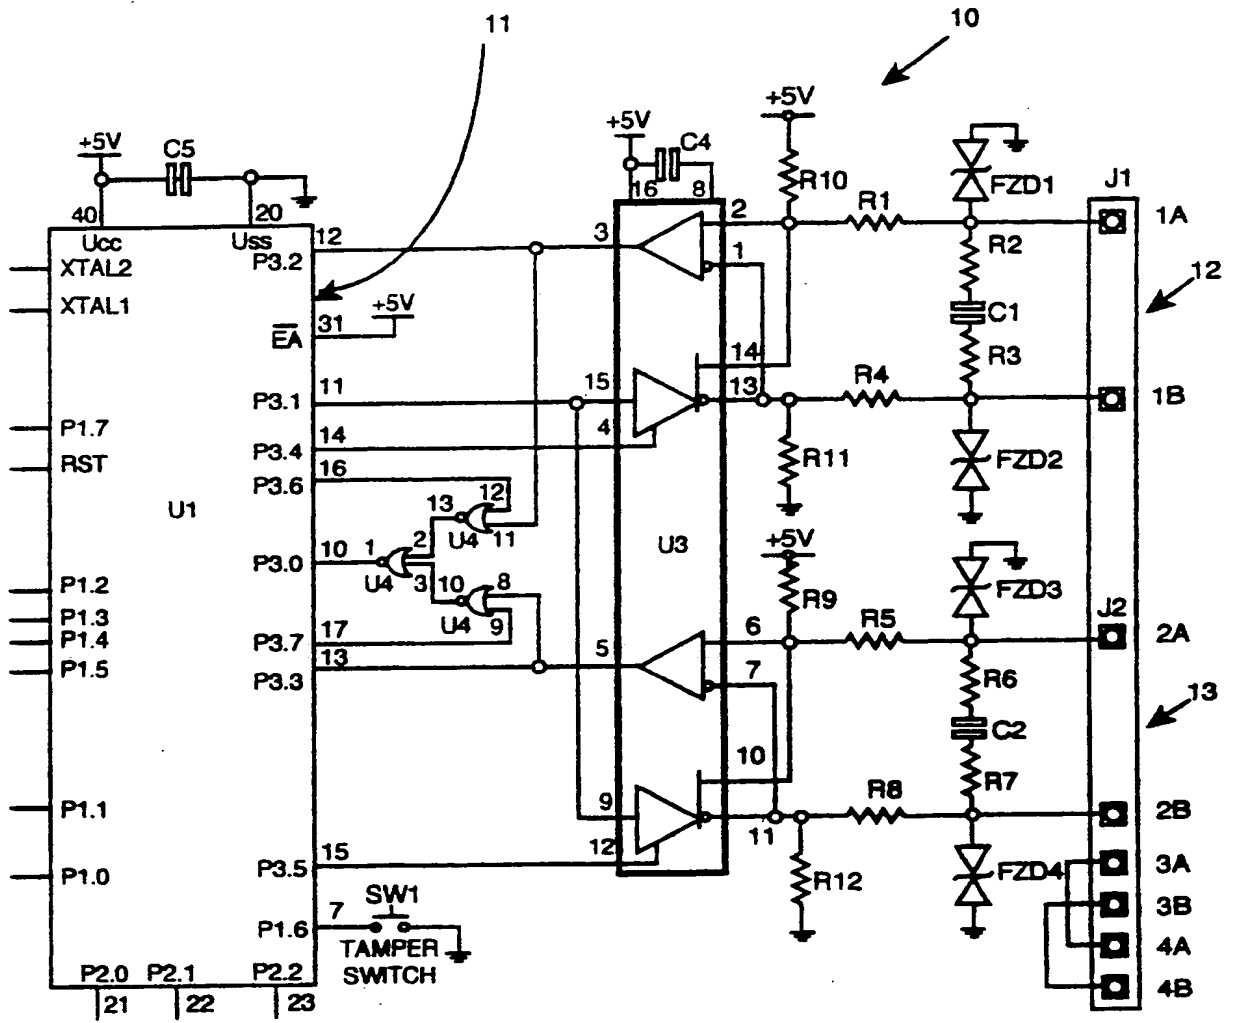 11
10
+5V
C5
+5V
C4
+5V
R10
FZD1
J1
40
20
16
8
Ucc
Uss
12
3
2
R1
1A
P3.2
1
R2
XTAL2
12
XTAL1
+5V
C1
EA
31
R3
14
R4
P3.1
11
15
13
1B
P1.7
P3.4
14
4
R11
FZD2
RST
P3.6
16
12
13
U1
U4
11
U3
+5V
2
P3.0
10
1
U4
3
10
8
R9
FZD3
J2
P1.2
U4
9
P1.3
P1.4
P3.7
17
5
6
R5
2A
P1.5
P3.3
13
7
R6
13
C2
10
R7
P1.1
9
R8
2B
11
12
P1.0
P3.5
15
R12
FZD4
3A
SW1
3B
P1.6
7
TAMPER
SWITCH
4A
P2.0
P2.1
P2.2
4B
21
22
23